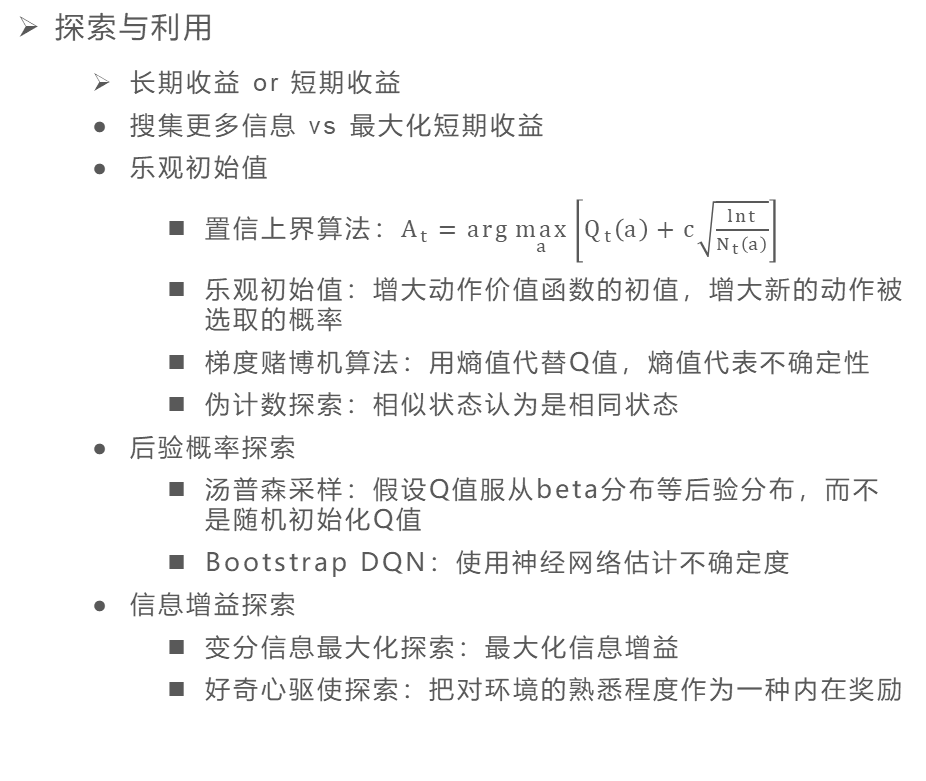 ➢ 探索与利用
➢ 长期收益 or 短期收益
● 搜集更多信息 vs 最大化短期收益
● 乐观初始值
■ 置信上界算法：A_t = arg max_a [Q_t(a) + c√(lnt / N_t(a))]
■ 乐观初始值：增大动作价值函数的初值，增大新的动作被
选取的概率
■ 梯度赌博机算法：用熵值代替Q值，熵值代表不确定性
■ 伪计数探索：相似状态认为是相同状态
● 后验概率探索
■ 汤普森采样：假设Q值服从beta分布等后验分布，而不
是随机初始化Q值
■ Bootstrap DQN：使用神经网络估计不确定度
● 信息增益探索
■ 变分信息最大化探索：最大化信息增益
■ 好奇心驱使探索：把对环境的熟悉程度作为一种内在奖励